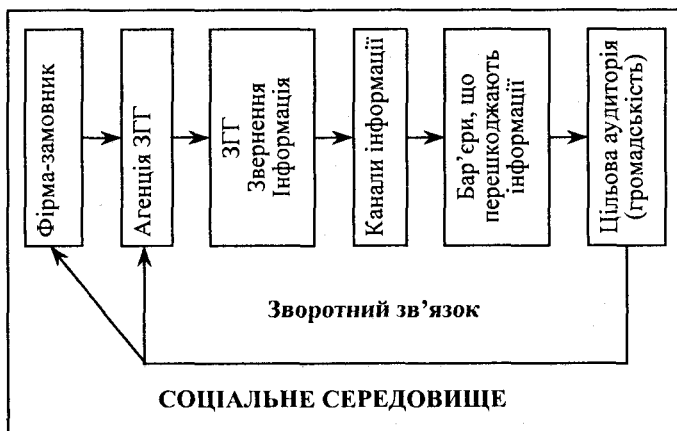 Фірма-замовник
Агенція ЗГГ
ЗГГ
Звернення
Інформація
Канали інформації
Бар’єри, що
перешкоджають
інформації
Цільова аудиторія
(громадськість)
Зворотний зв’язок
СОЦІАЛЬНЕ СЕРЕДОВИЩЕ